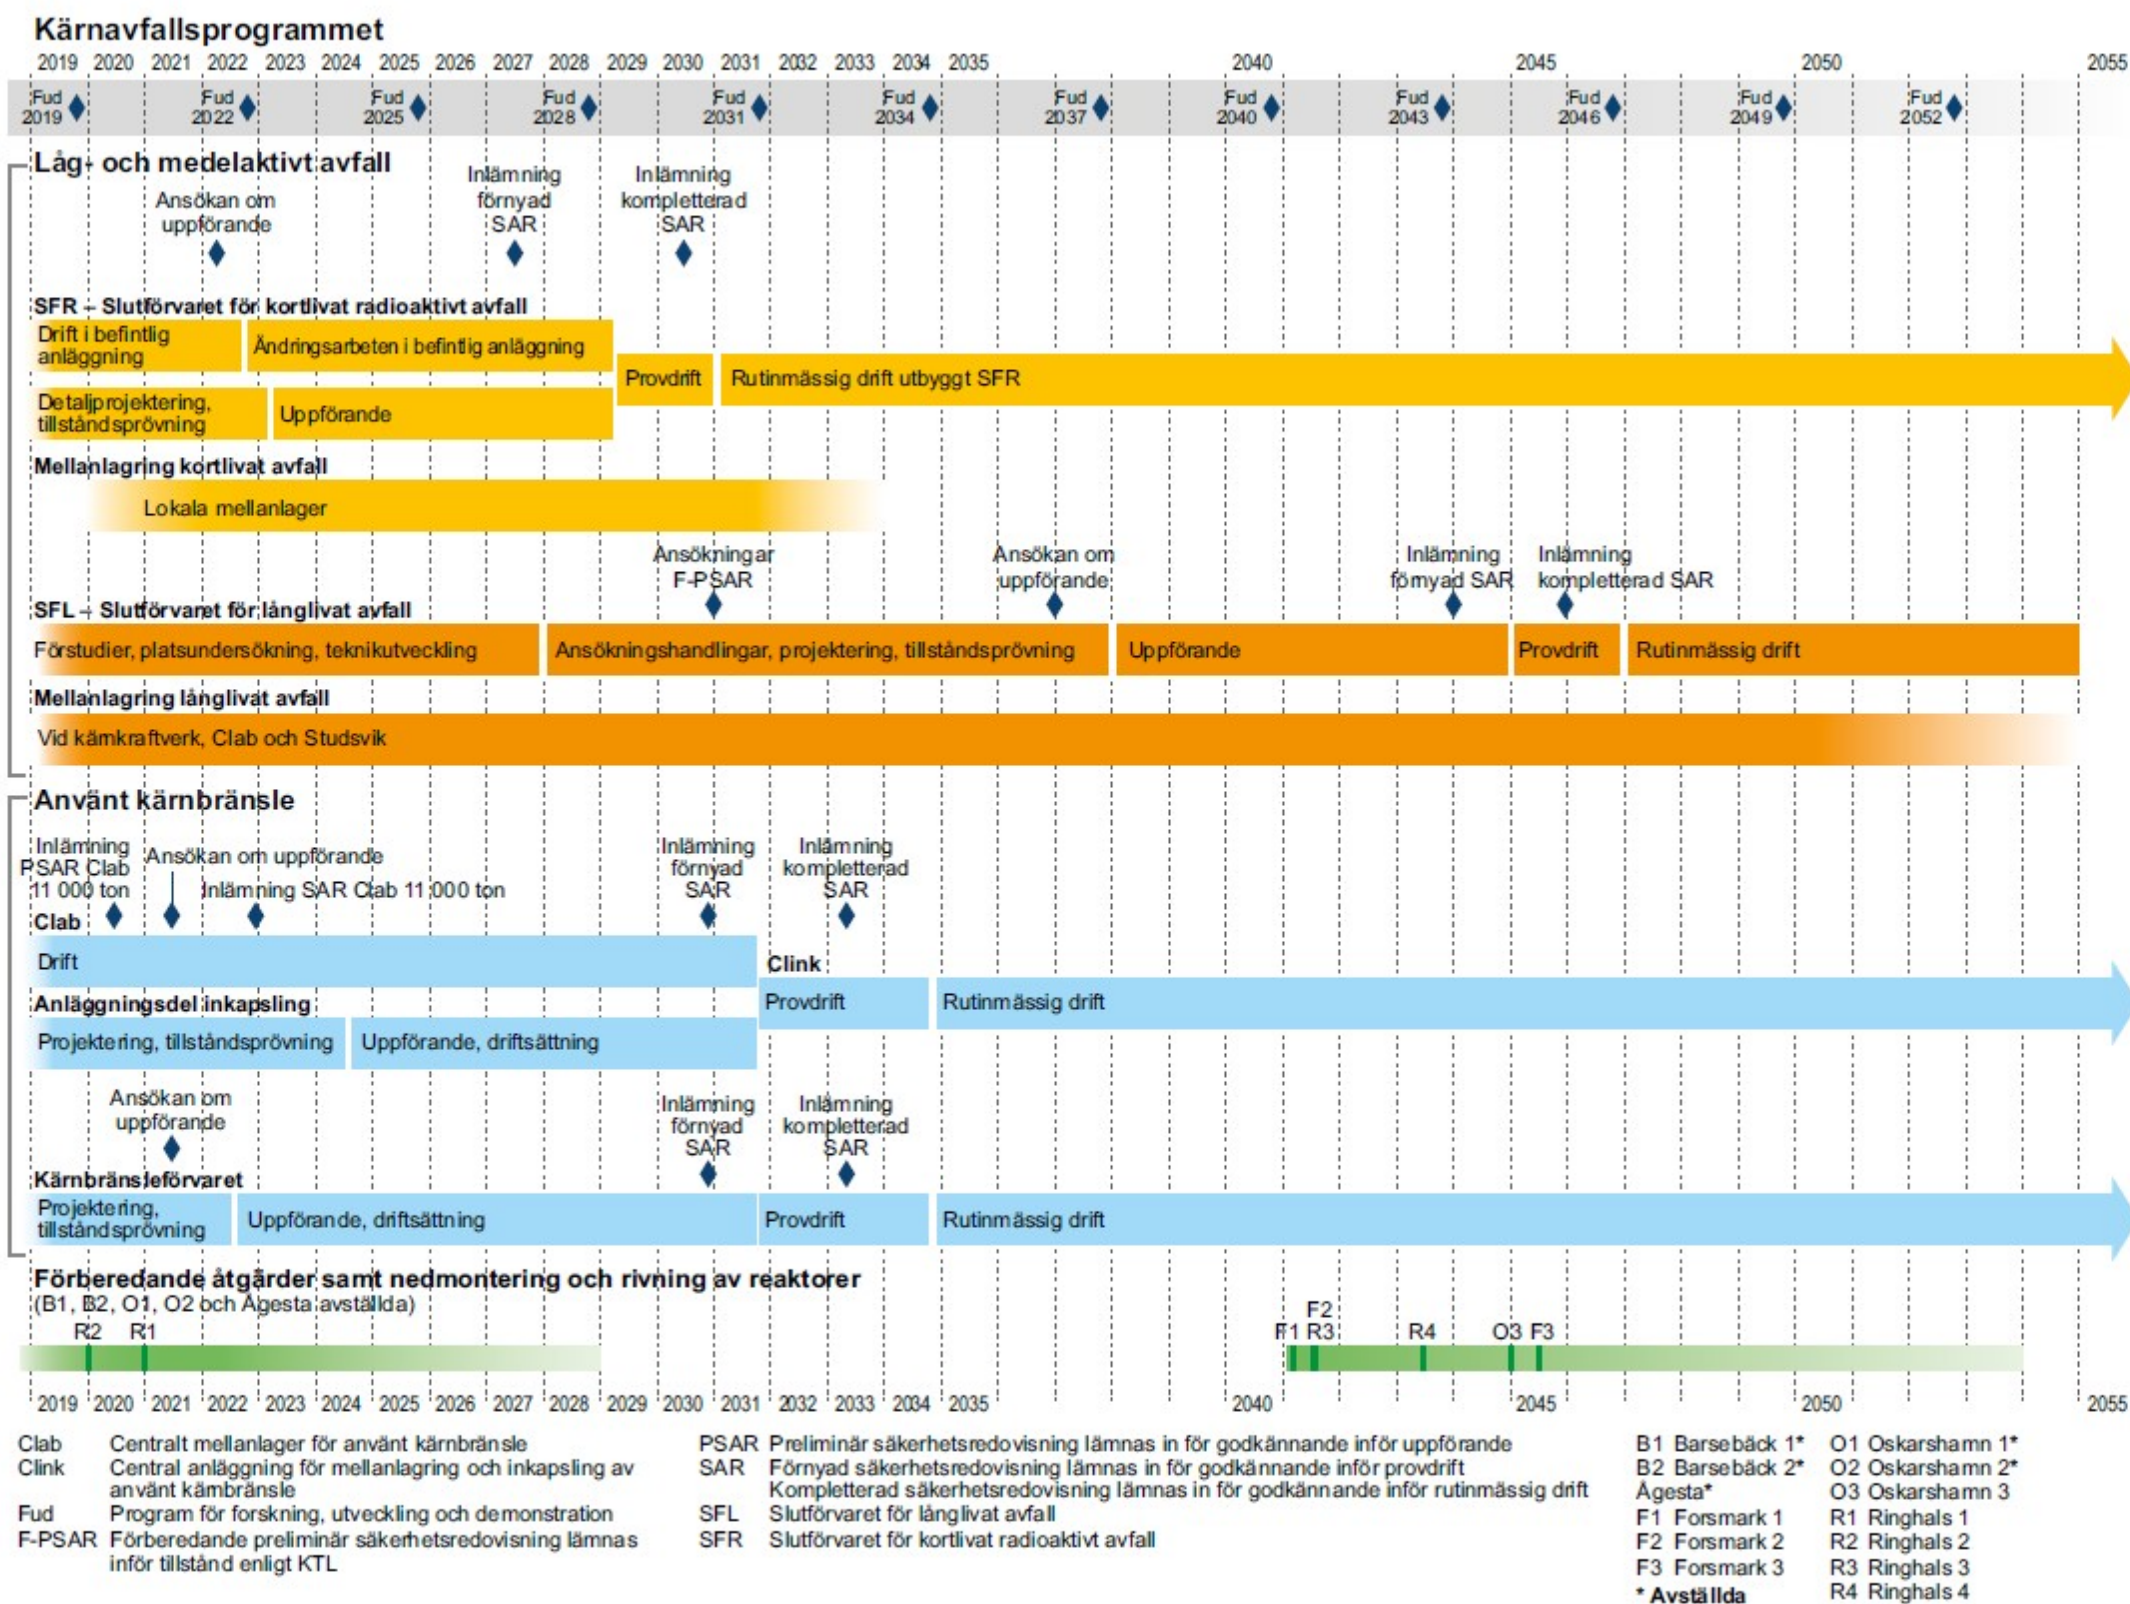 Kärnavfallsprogrammet
2019 2020 2021 2022 2023 2024 2025 2026 2027 2028 2029 2030 2031 2032 2033 2034 2035 2040 2045 2050 2055
Fud 2019 Fud 2022 Fud 2025 Fud 2028 Fud 2031 Fud 2034 Fud 2037 Fud 2040 Fud 2043 Fud 2046 Fud 2049 Fud 2052
Låg- och medelaktivt avfall
Ansökan om
uppförande
Inlämning
förnyad
SAR
Inlämning
kompletterad
SAR
SFR – Slutförvaret för kortlivat radioaktivt avfall
Drift i befintlig
anläggning
Ändringsarbeten i befintlig anläggning
Provdrift
Rutinmässig drift utbyggt SFR
Detaljprojektering,
tillståndsprövning
Uppförande
Mellanlagring kortlivat avfall
Lokala mellanlager
Ansökningar
F-PSAR
Ansökan om
uppförande
Inlämning
förnyad SAR
Inlämning
kompletterad SAR
SFL – Slutförvaret för långlivat avfall
Förstudier, platsundersökning, teknikutveckling
Ansökningshandlingar, projektering, tillståndsprövning
Uppförande
Provdrift
Rutinmässig drift
Mellanlagring långlivat avfall
Vid kärnkraftverk, Clab och Studsvik
Använt kärnbränsle
Inlämning
PSAR Clab
11 000 ton
Ansökan om uppförande
Inlämning SAR Clab 11 000 ton
Inlämning
förnyad
SAR
Inlämning
kompletterad
SAR
Clab
Drift
Clink
Anläggningsdel inkapsling
Provdrift
Rutinmässig drift
Projektering, tillståndsprövning
Uppförande, driftsättning
Ansökan om
uppförande
Inlämning
förnyad
SAR
Inlämning
kompletterad
SAR
Kärnbränsleförvaret
Projektering,
tillståndsprövning
Uppförande, driftsättning
Provdrift
Rutinmässig drift
Förberedande åtgärder samt nedmontering och rivning av reaktorer
(B1, B2, O1, O2 och Ågesta avställda)
F2
R2 R1 F1 R3 R4 O3 F3
2019 2020 2021 2022 2023 2024 2025 2026 2027 2028 2029 2030 2031 2032 2033 2034 2035 2040 2045 2050 2055
Clab Centralt mellanlager för använt kärnbränsle
Clink Central anläggning för mellanlagring och inkapsling av
använt kärnbränsle
Fud Program för forskning, utveckling och demonstration
F-PSAR Förberedande preliminär säkerhetsredovisning lämnas
inför tillstånd enligt KTL
PSAR Preliminär säkerhetsredovisning lämnas in för godkännande inför uppförande
SAR Förnyad säkerhetsredovisning lämnas in för godkännande inför provdrift
Kompletterad säkerhetsredovisning lämnas in för godkännande inför rutinmässig drift
SFL Slutförvaret för långlivat avfall
SFR Slutförvaret för kortlivat radioaktivt avfall
B1 Barsebäck 1*
B2 Barsebäck 2*
Ågesta*
F1 Forsmark 1
F2 Forsmark 2
F3 Forsmark 3
* Avställda
O1 Oskarshamn 1*
O2 Oskarshamn 2*
O3 Oskarshamn 3
R1 Ringhals 1
R2 Ringhals 2
R3 Ringhals 3
R4 Ringhals 4